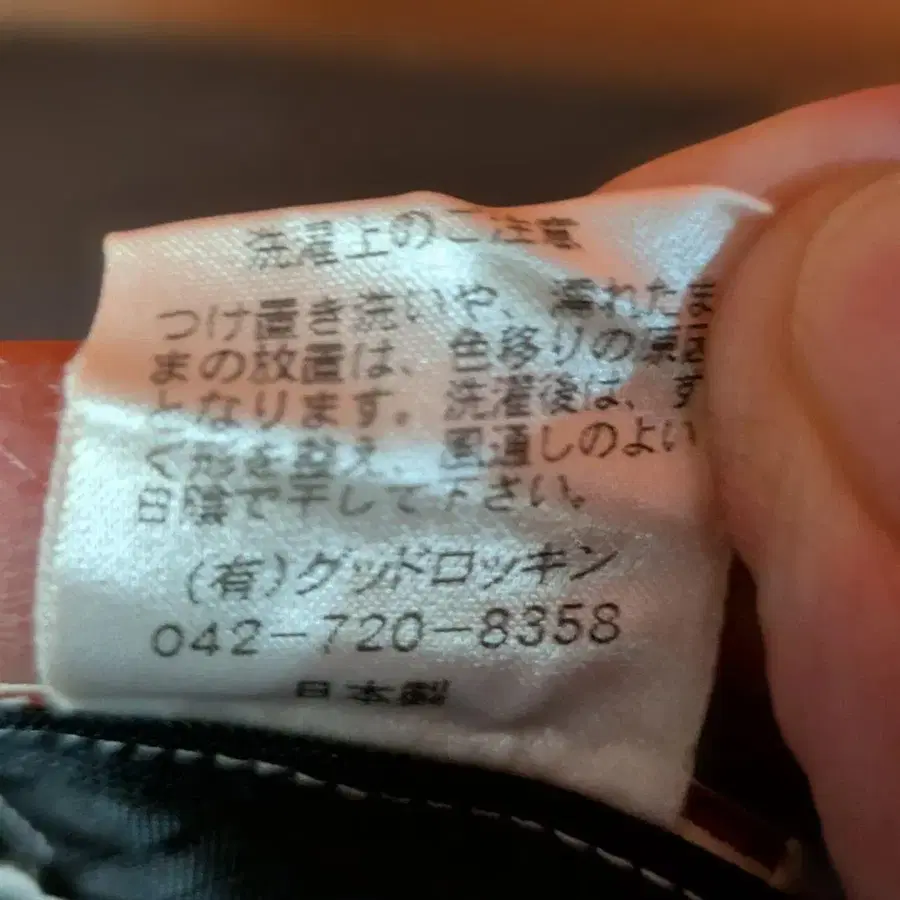 洗濯上のご注意
つけ置き洗いや、濡れたま
まの放置は、色移りの原因
となります。洗濯後は、す
ぐ形を整え、風通しのよい
日陰で干して下さい。
(有)グッドロッキン
042-720-8358
日本製